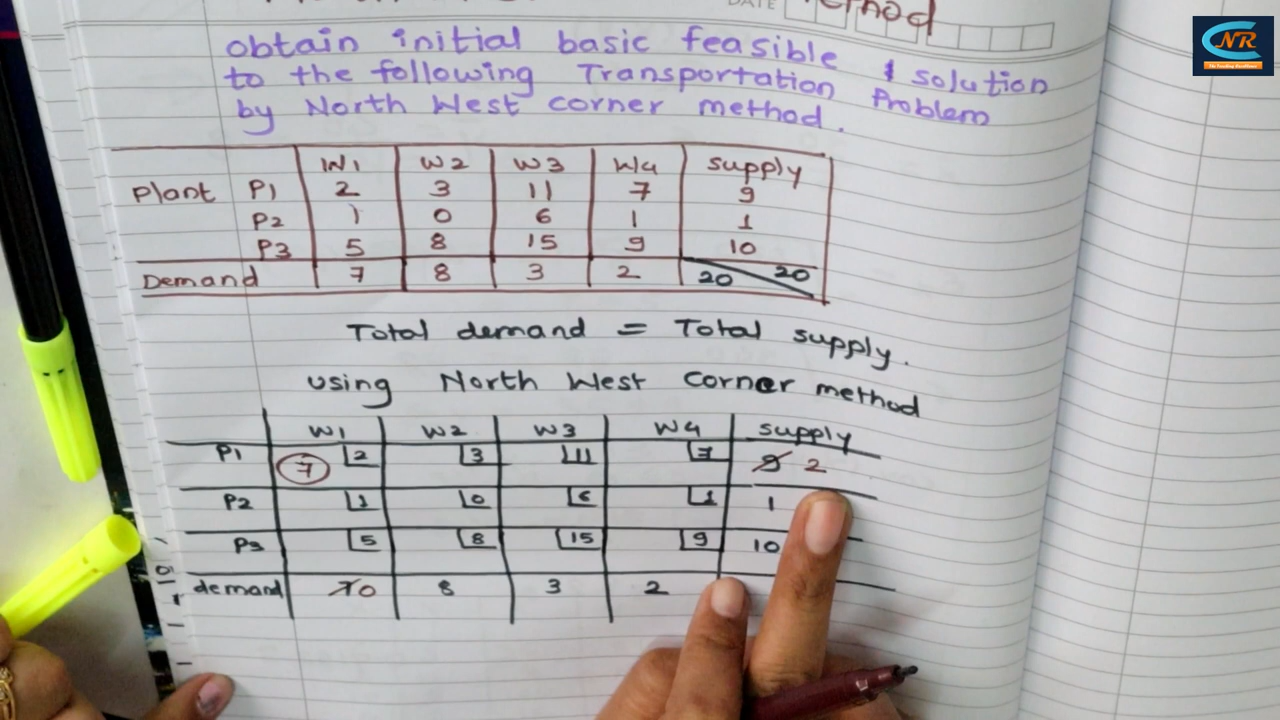 DATE
ethod
NR
obtain initial basic feasible solution
to the following Transportation Problem
by North West corner method.
W1 W2 W3 W4 supply
Plant P1 2 3 11 7 9
P2 1 0 6 1 1
P3 5 8 15 9 10
Demand 7 8 3 2 20 20
Total demand = Total supply.
using North West corner method
W1 W2 W3 W4 supply
P1 7 2 3 11 7 9 2
P2 1 0 6 1 1
P3 5 8 15 9 10
demand 7 0 8 3 2